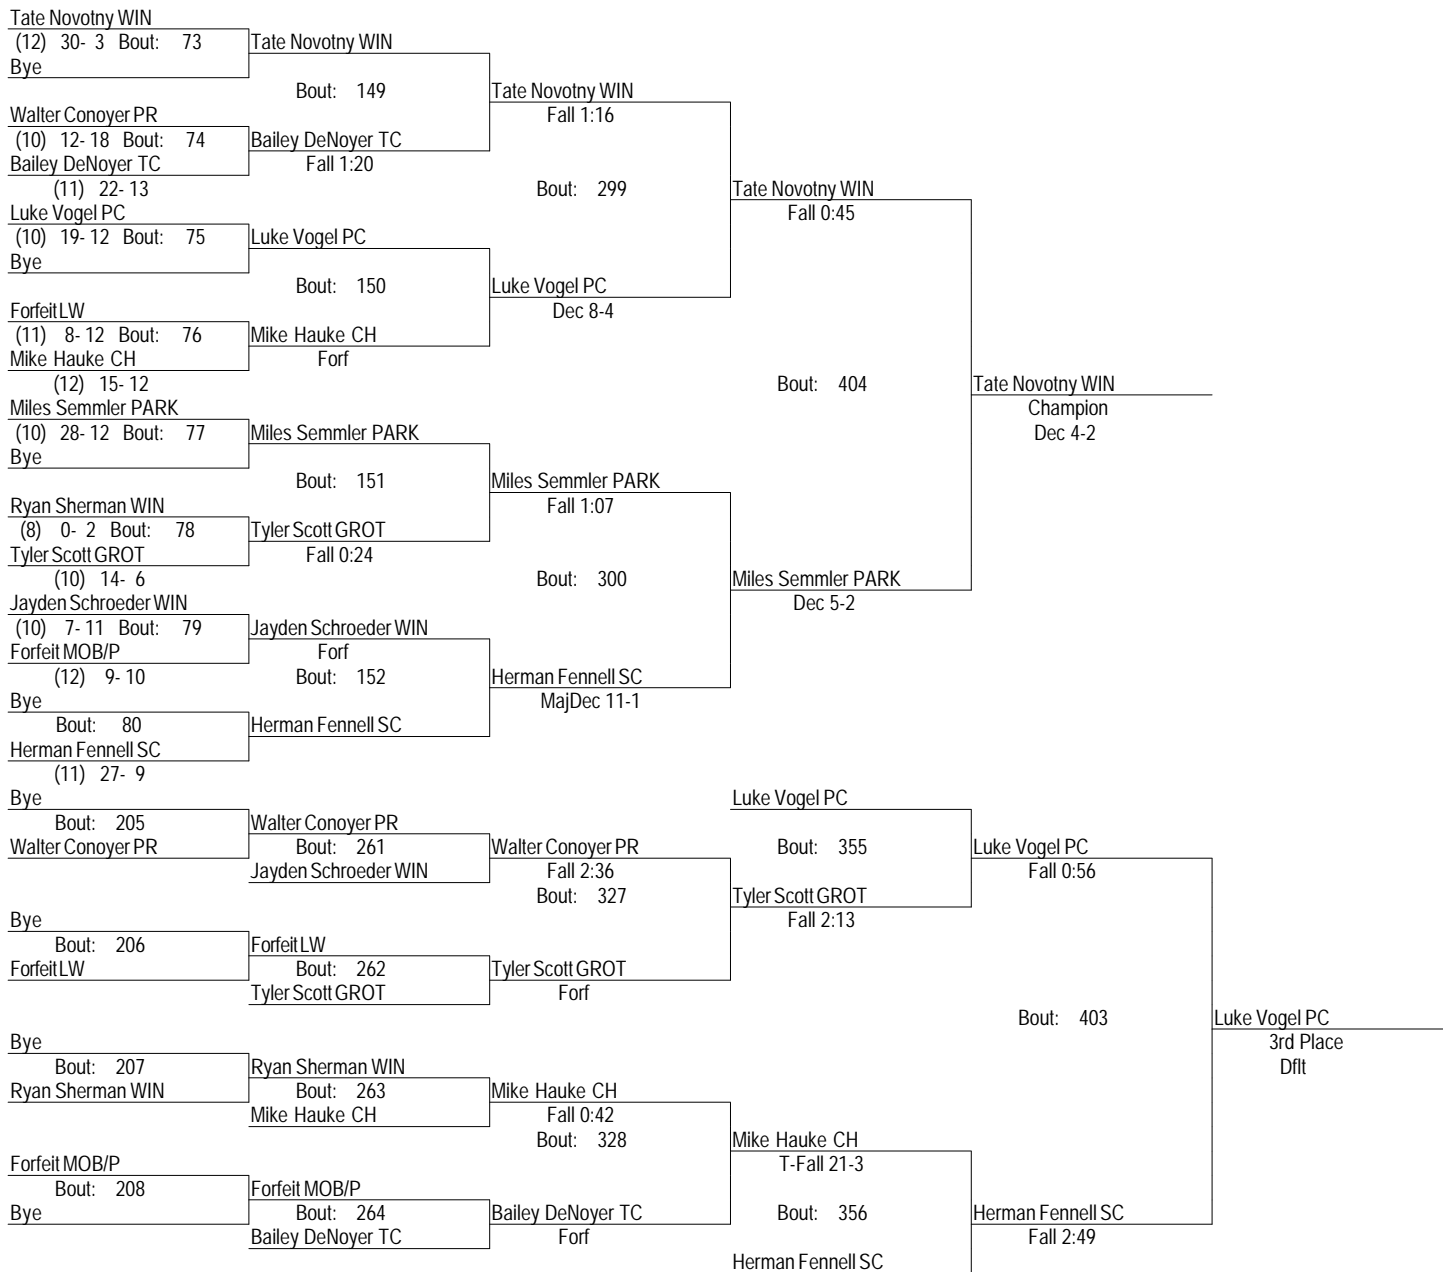 Tate Novotny WIN
(12) 30- 3 Bout: 73
Bye
Tate Novotny WIN
Bout: 149
Tate Novotny WIN
Fall 1:16
Walter Conoyer PR
(10) 12- 18 Bout: 74
Bailey DeNoyer TC
(11) 22- 13
Bailey DeNoyer TC
Fall 1:20
Bout: 299
Tate Novotny WIN
Fall 0:45
Luke Vogel PC
(10) 19- 12 Bout: 75
Bye
Luke Vogel PC
Bout: 150
Luke Vogel PC
Dec 8-4
Forfeit LW
(11) 8- 12 Bout: 76
Mike Hauke CH
(12) 15- 12
Mike Hauke CH
Forf
Bout: 404
Tate Novotny WIN
Champion
Dec 4-2
Miles Semmler PARK
(10) 28- 12 Bout: 77
Bye
Miles Semmler PARK
Bout: 151
Miles Semmler PARK
Fall 1:07
Ryan Sherman WIN
(8) 0- 2 Bout: 78
Tyler Scott GROT
(10) 14- 6
Tyler Scott GROT
Fall 0:24
Bout: 300
Miles Semmler PARK
Dec 5-2
Jayden Schroeder WIN
(10) 7- 11 Bout: 79
Forfeit MOB/P
(12) 9- 10
Jayden Schroeder WIN
Forf
Bout: 152
Herman Fennell SC
MajDec 11-1
Bye
Bout: 80
Herman Fennell SC
(11) 27- 9
Herman Fennell SC
Bye
Bout: 205
Walter Conoyer PR
Walter Conoyer PR
Bout: 261
Jayden Schroeder WIN
Walter Conoyer PR
Fall 2:36
Bout: 327
Luke Vogel PC
Bout: 355
Tyler Scott GROT
Fall 2:13
Luke Vogel PC
Fall 0:56
Bye
Bout: 206
Forfeit LW
Forfeit LW
Bout: 262
Tyler Scott GROT
Tyler Scott GROT
Forf
Bout: 403
Luke Vogel PC
3rd Place
Dflt
Bye
Bout: 207
Ryan Sherman WIN
Ryan Sherman WIN
Bout: 263
Mike Hauke CH
Mike Hauke CH
Fall 0:42
Bout: 328
Mike Hauke CH
T-Fall 21-3
Forfeit MOB/P
Bout: 208
Bye
Forfeit MOB/P
Bout: 264
Bailey DeNoyer TC
Bailey DeNoyer TC
Forf
Bout: 356
Herman Fennell SC
Herman Fennell SC
Fall 2:49